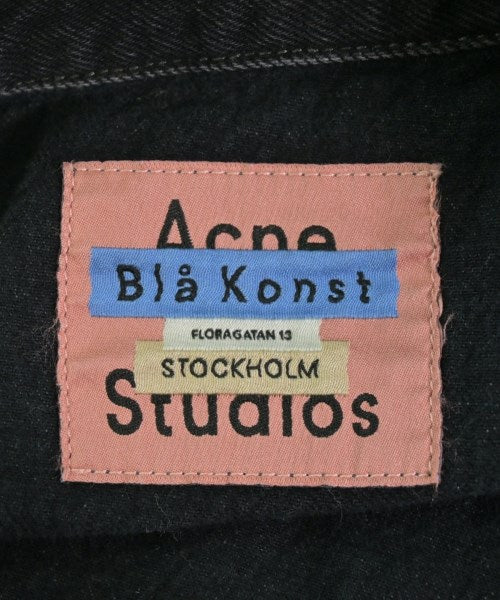 Acne
Blå Konst
FLORAGATAN 13
STOCKHOLM
Studios